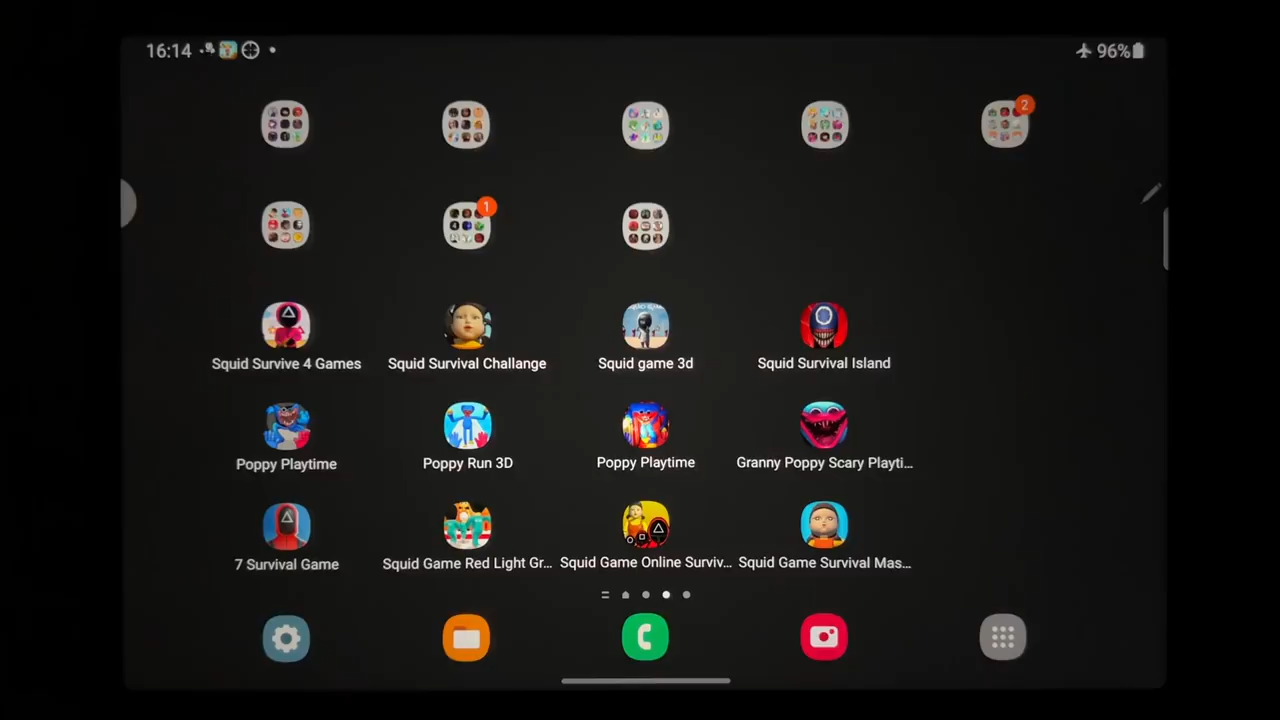 16:14
96%
2
1
Squid Survive 4 Games
Squid Survival Challange
Squid game 3d
Squid Survival Island
Poppy Playtime
Poppy Run 3D
Poppy Playtime
Granny Poppy Scary Playti...
7 Survival Game
Squid Game Red Light Gr...
Squid Game Online Surviv...
Squid Game Survival Mas...